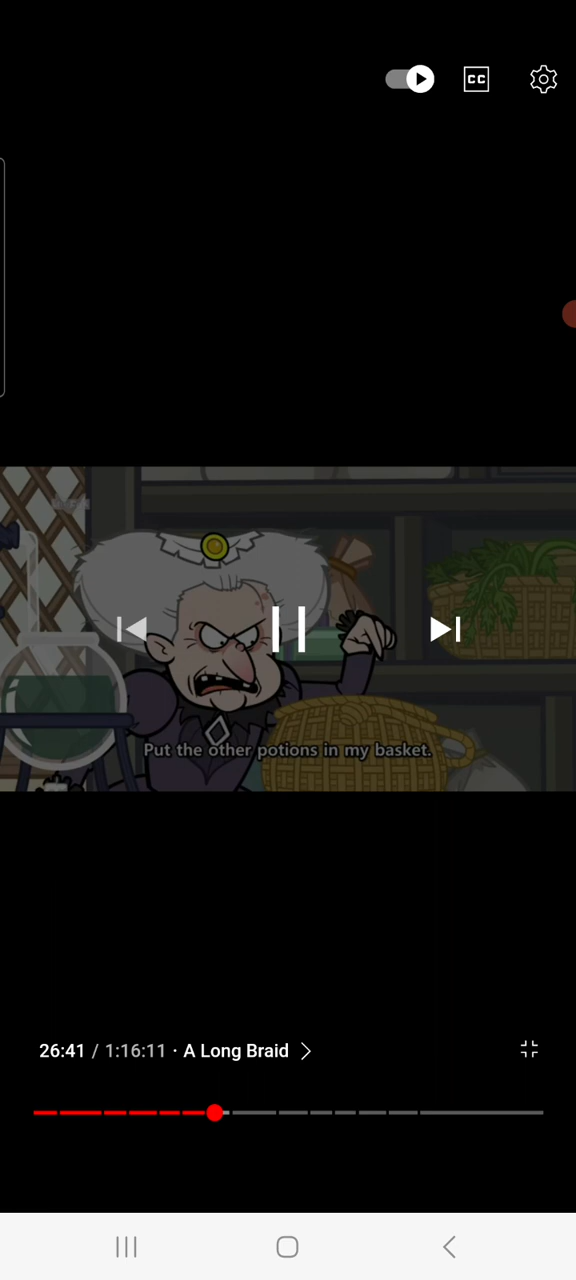 CC
Put the other potions in my basket.
26:41 / 1:16:11 · A Long Braid